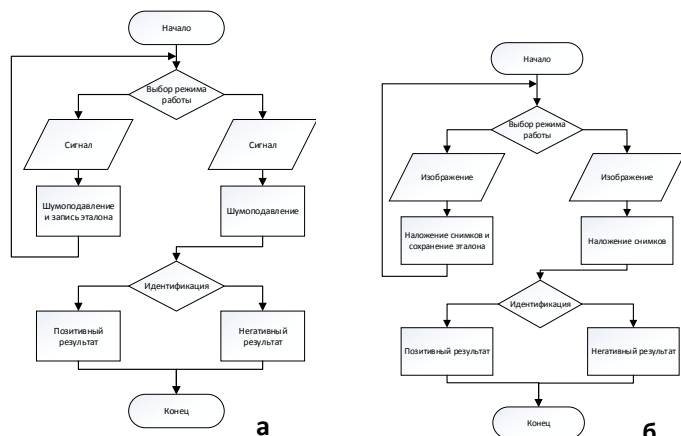 Начало
Выбор режима
работы
Сигнал
Сигнал
Шумоподавление
и запись эталона
Шумоподавление
Идентификация
Позитивный
результат
Негативный
результат
Конец
а
Начало
Выбор режима
работы
Изображение
Изображение
Наложение снимков и
сохранение эталона
Наложение снимков
Идентификация
Позитивный результат
Негативный результат
Конец
б